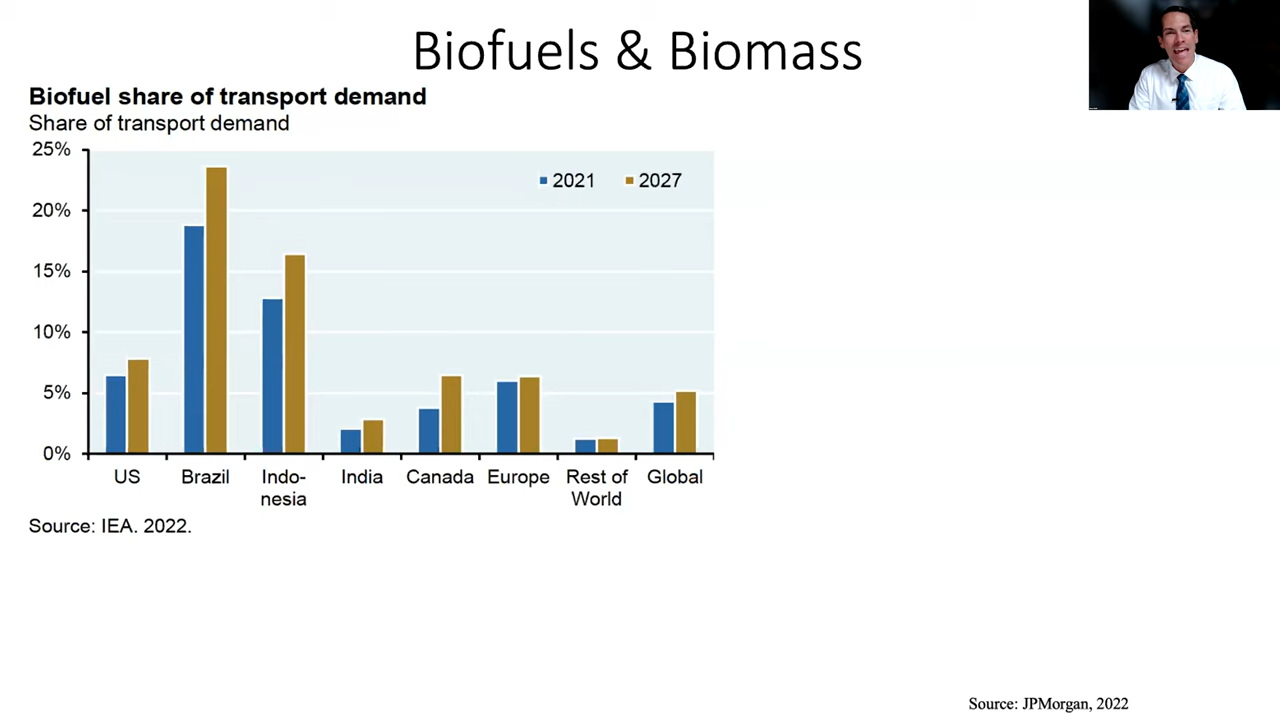 Biofuels & Biomass
Biofuel share of transport demand
Share of transport demand
25%
20%
15%
10%
5%
0%
2021 2027
US Brazil Indo- India Canada Europe Rest of Global
nesia World
Source: IEA. 2022.
Source: JPMorgan, 2022